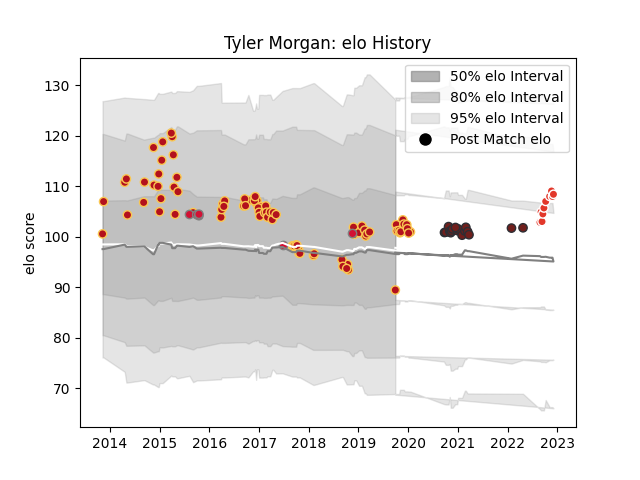 Tyler Morgan: elo History
50% elo Interval
80% elo Interval
95% elo Interval
Post Match elo
elo score
130
120
110
100
90
80
70
2014 2015 2016 2017 2018 2019 2020 2021 2022 2023